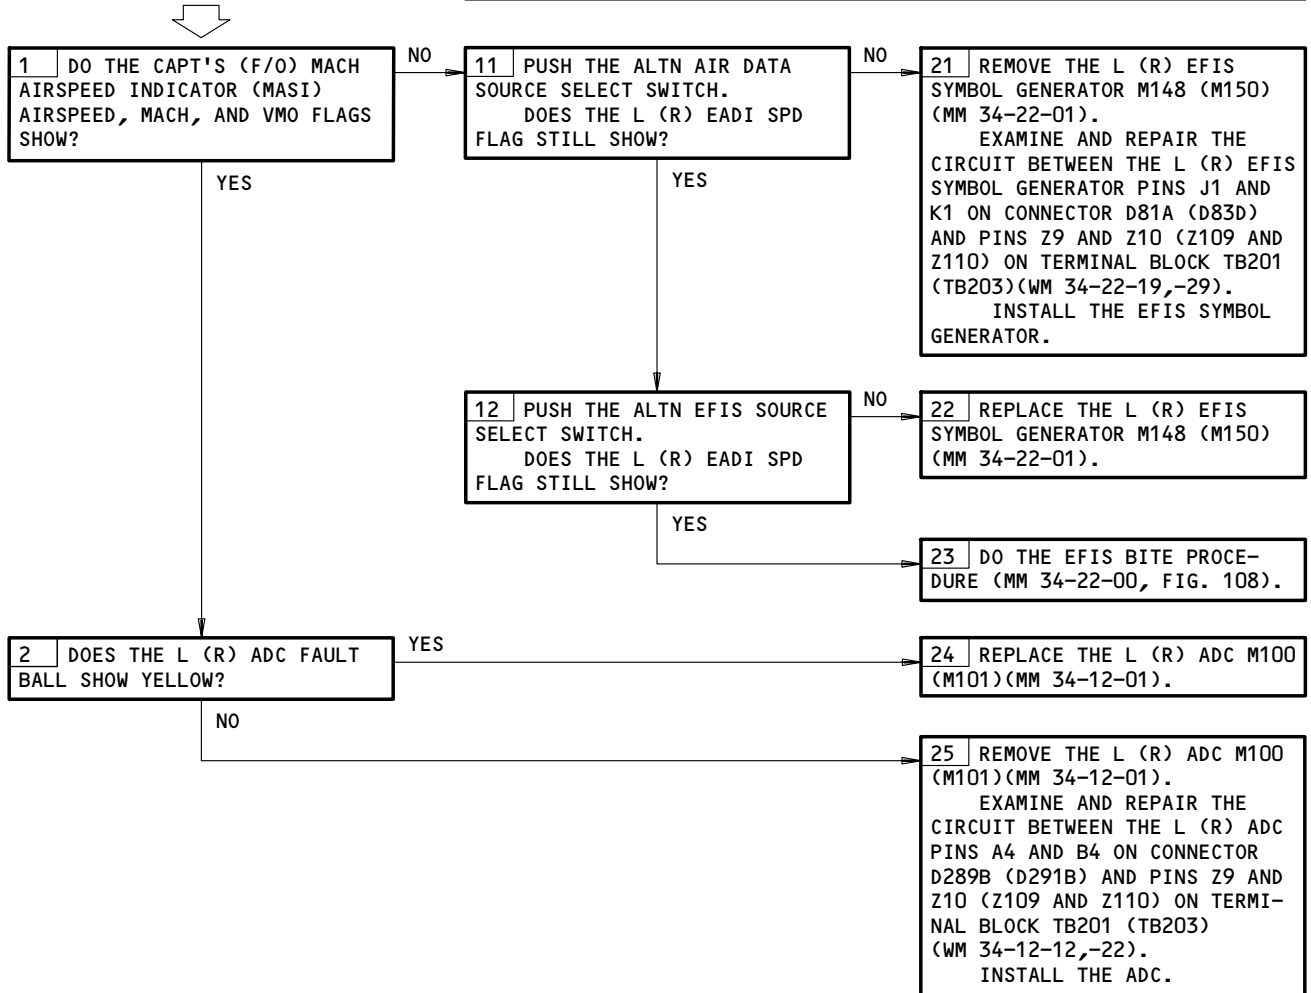 1 DO THE CAPT'S (F/O) MACH
AIRSPEED INDICATOR (MASI)
AIRSPEED, MACH, AND VMO FLAGS
SHOW?
NO
YES
11 PUSH THE ALTN AIR DATA
SOURCE SELECT SWITCH.
DOES THE L (R) EADI SPD
FLAG STILL SHOW?
NO
YES
21 REMOVE THE L (R) EFIS
SYMBOL GENERATOR M148 (M150)
(MM 34-22-01).
EXAMINE AND REPAIR THE
CIRCUIT BETWEEN THE L (R) EFIS
SYMBOL GENERATOR PINS J1 AND
K1 ON CONNECTOR D81A (D83D)
AND PINS Z9 AND Z10 (Z109 AND
Z110) ON TERMINAL BLOCK TB201
(TB203)(WM 34-22-19,-29).
INSTALL THE EFIS SYMBOL
GENERATOR.
12 PUSH THE ALTN EFIS SOURCE
SELECT SWITCH.
DOES THE L (R) EADI SPD
FLAG STILL SHOW?
NO
YES
22 REPLACE THE L (R) EFIS
SYMBOL GENERATOR M148 (M150)
(MM 34-22-01).
23 DO THE EFIS BITE PROCE-
DURE (MM 34-22-00, FIG. 108).
2 DOES THE L (R) ADC FAULT
BALL SHOW YELLOW?
YES
NO
24 REPLACE THE L (R) ADC M100
(M101)(MM 34-12-01).
25 REMOVE THE L (R) ADC M100
(M101)(MM 34-12-01).
EXAMINE AND REPAIR THE
CIRCUIT BETWEEN THE L (R) ADC
PINS A4 AND B4 ON CONNECTOR
D289B (D291B) AND PINS Z9 AND
Z10 (Z109 AND Z110) ON TERMI-
NAL BLOCK TB201 (TB203)
(WM 34-12-12,-22).
INSTALL THE ADC.